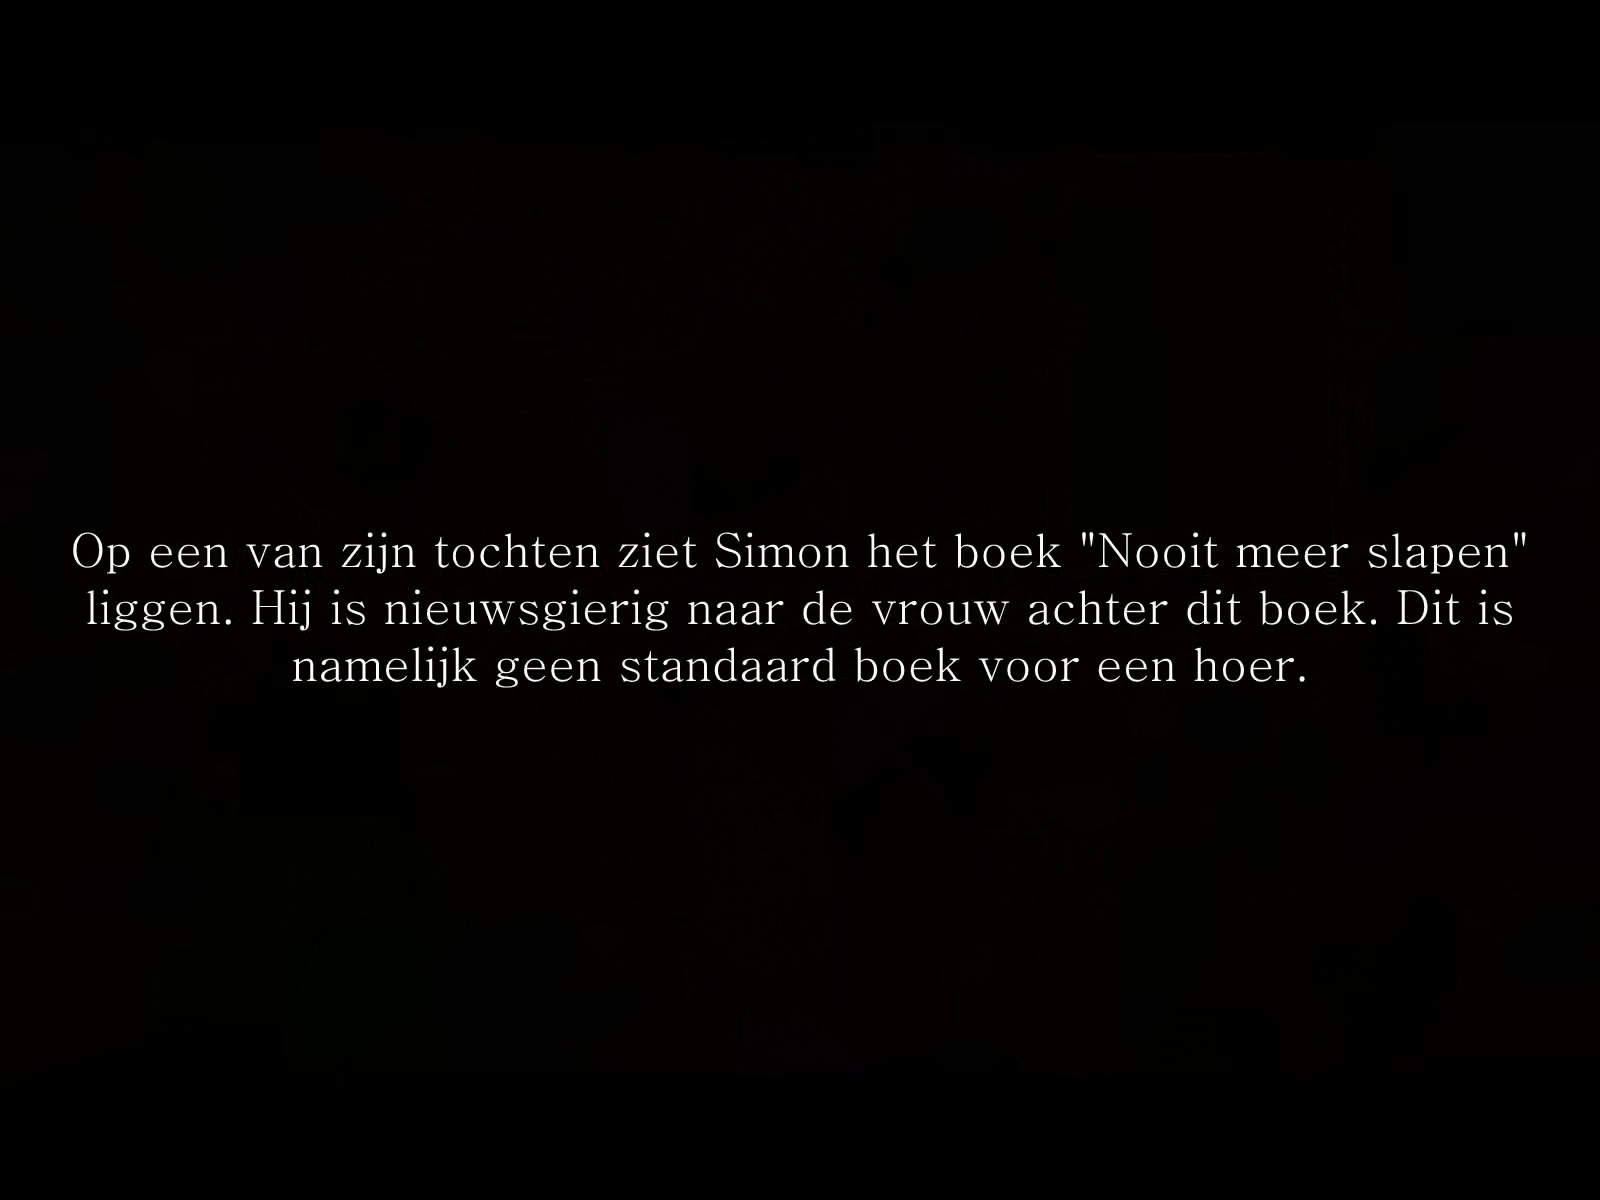 Op een van zijn tochten ziet Simon het boek "Nooit meer slapen"
liggen. Hij is nieuwsgierig naar de vrouw achter dit boek. Dit is
namelijk geen standaard boek voor een hoer.